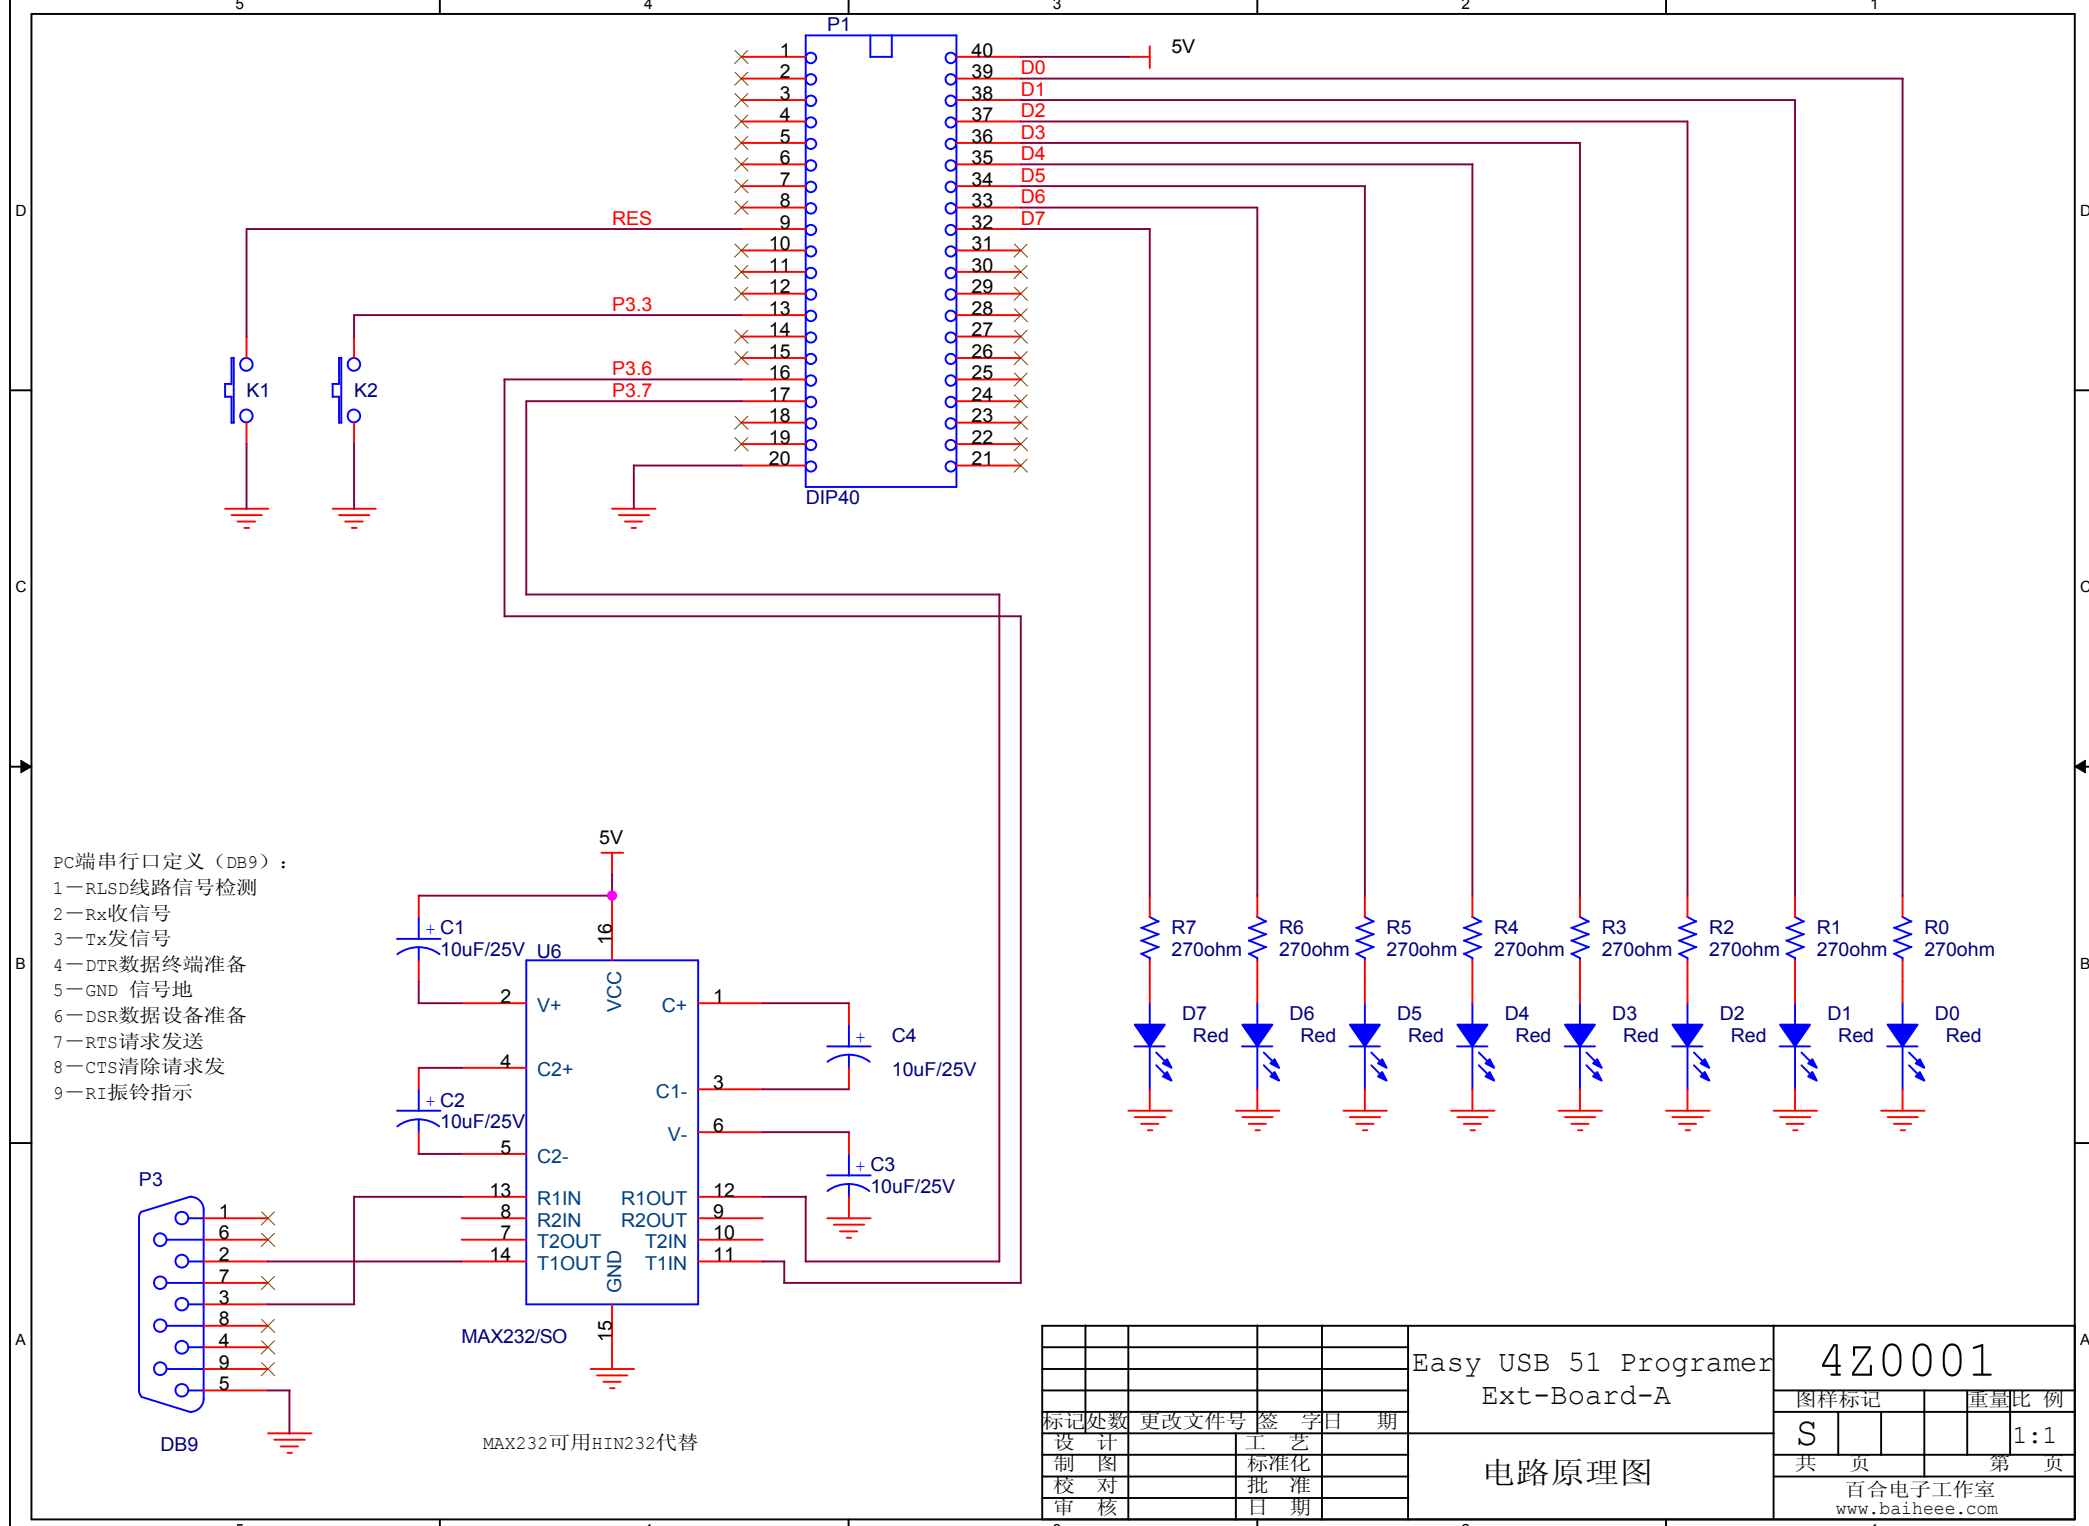 5 4 3 2 1
P1
1 40 5V
2 39 D0
3 38 D1
4 37 D2
5 36 D3
6 35 D4
7 34 D5
8 33 D6
RES 9 32 D7
10 31
11 30
12 29
P3.3 13 28
14 27
15 26
P3.6 16 25
P3.7 17 24
18 23
19 22
20 21
DIP40
K1 K2
D D
C C
B B
A A
PC端串行口定义（DB9）：
1—RLSD线路信号检测
2—Rx收信号
3—Tx发信号
4—DTR数据终端准备
5—GND 信号地
6—DSR数据设备准备
7—RTS请求发送
8—CTS清除请求发
9—RI振铃指示
5V
+ C1
10uF/25V
U6
16
VCC
2 V+ C+ 1
+ C4
10uF/25V
4 C2+ C1- 3
+ C2
10uF/25V
V- 6
5 C2-
+ C3
10uF/25V
13 R1IN R1OUT 12
8 R2IN R2OUT 9
7 T2OUT T2IN 10
14 T1OUT T1IN 11
GND
15
MAX232/SO
MAX232可用HIN232代替
P3
1
6
2
7
3
8
4
9
5
DB9
R7 R6 R5 R4 R3 R2 R1 R0
270ohm 270ohm 270ohm 270ohm 270ohm 270ohm 270ohm 270ohm
D7 D6 D5 D4 D3 D2 D1 D0
Red Red Red Red Red Red Red Red
Easy USB 51 Programer
Ext-Board-A
4Z0001
图样标记 重量 比 例
标记 处数 更改文件号 签 字 日 期
S 1:1
设 计 工 艺
制 图 标准化
校 对 批 准
审 核 日 期
电路原理图
共 页 第 页
百合电子工作室
www.baiheee.com